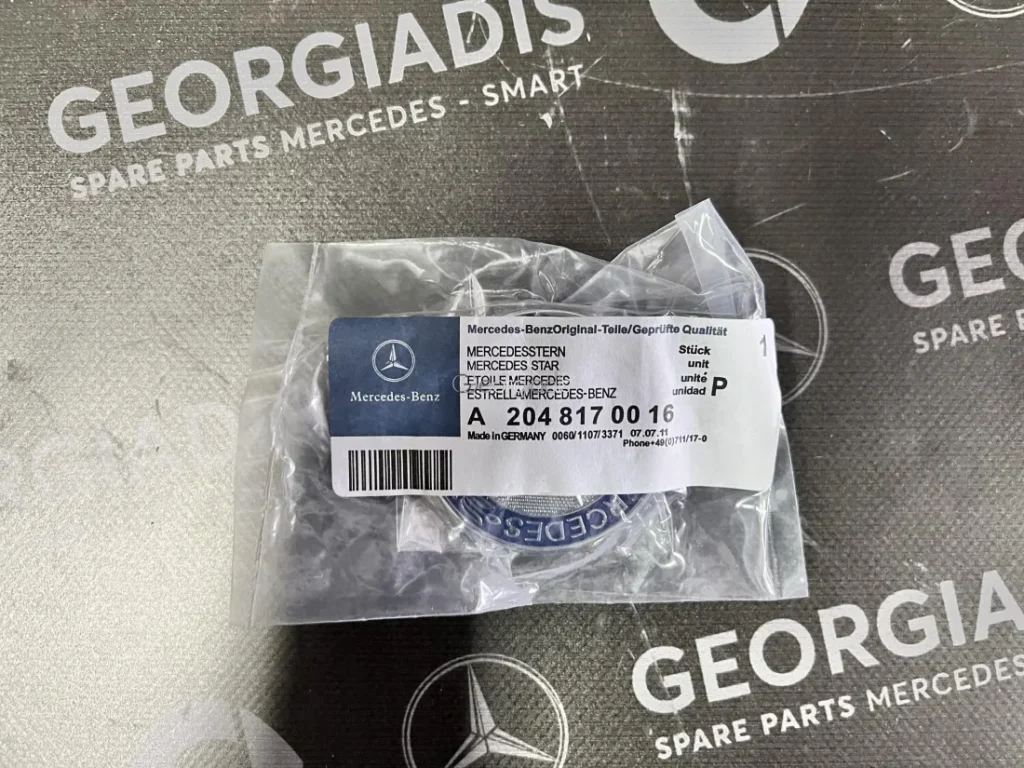 GEORGIADIS
SPARE PARTS MERCEDES - SMART
GEO
SPARE P
Mercedes-BenzOriginal-Teile/Geprüfte Qualität
1
MERCEDESSTERN
Stück
MERCEDES STAR
unit
ETOILE MERCEDES
unité
ESTRELLAMERCEDES-BENZ
unidad
P
Mercedes-Benz
A 204 817 00 16
Made in GERMANY 0060/1107/3371 07.07.11
Phone+49(0)711/17-0
RCEDES
GEORGIA
SPARE PARTS MERCEDES